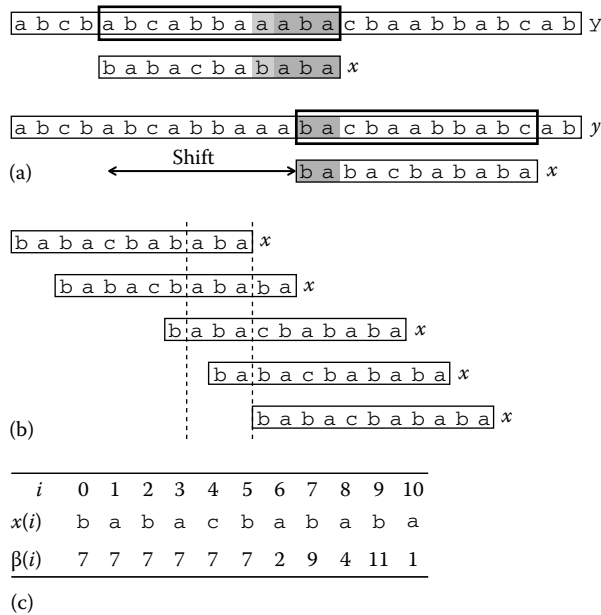 a b c b a b c a b b a a a b a c b a a b b a b c a b y
b a b a c b a b a b a x
a b c b a b c a b b a a a b a c b a a b b a b c a b y
(a) Shift b a b a c b a b a b a x
b a b a c b a b a b a x
b a b a c b a b a b a x
b a b a c b a b a b a x
b a b a c b a b a b a x
(b) b a b a c b a b a b a x
i 0 1 2 3 4 5 6 7 8 9 10
x(i) b a b a c b a b a b a
β(i) 7 7 7 7 7 7 2 9 4 11 1
(c)